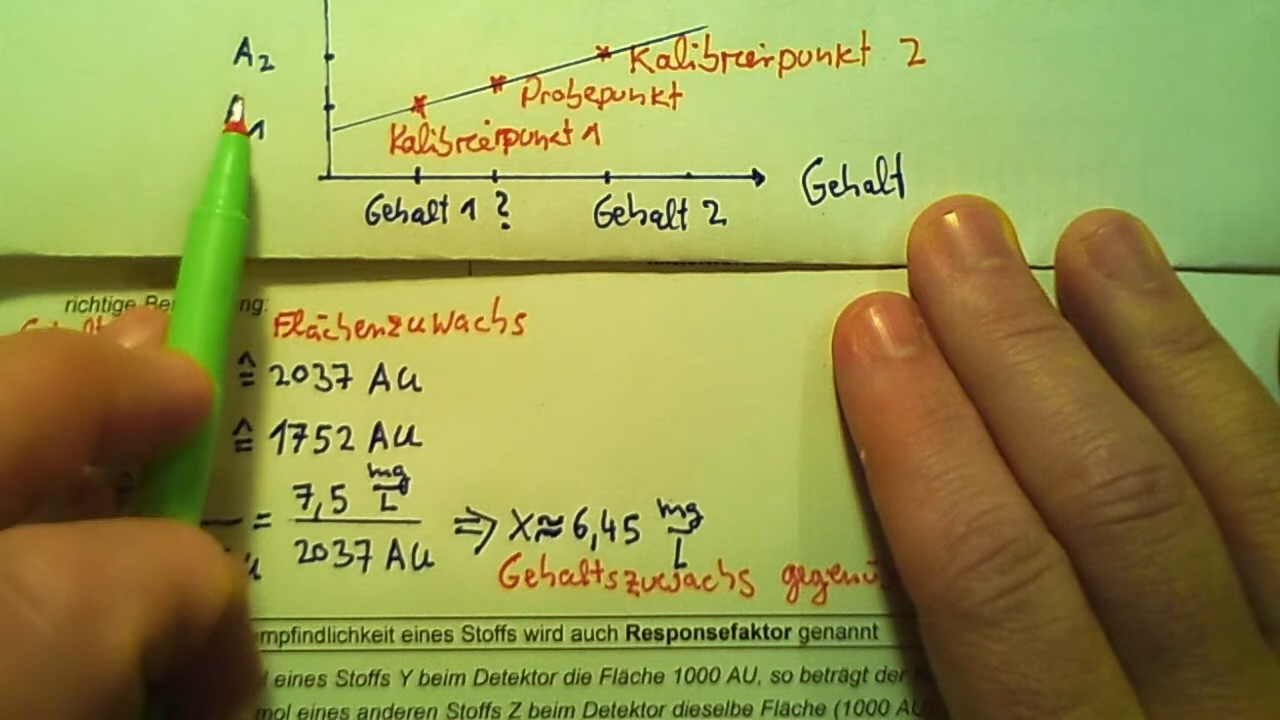 A2
Kalibrierpunkt 2
Probepunkt
1
Kalibrierpunkt 1
Gehalt
Gehalt 1 ? Gehalt 2
richtige
Flächenzuwachs
≙ 2037 AU
≙ 1752 AU
= 7,5 mg/L / 2037 AU ⇒ X ≈ 6,45 mg/L
Gehaltszuwachs
eines Stoffs wird auch Responsefaktor genannt
eines Stoffs Y beim Detektor die Fläche 1000 AU, so beträgt der
mol eines anderen Stoffs Z beim Detektor dieselbe Fläche (1000 AU